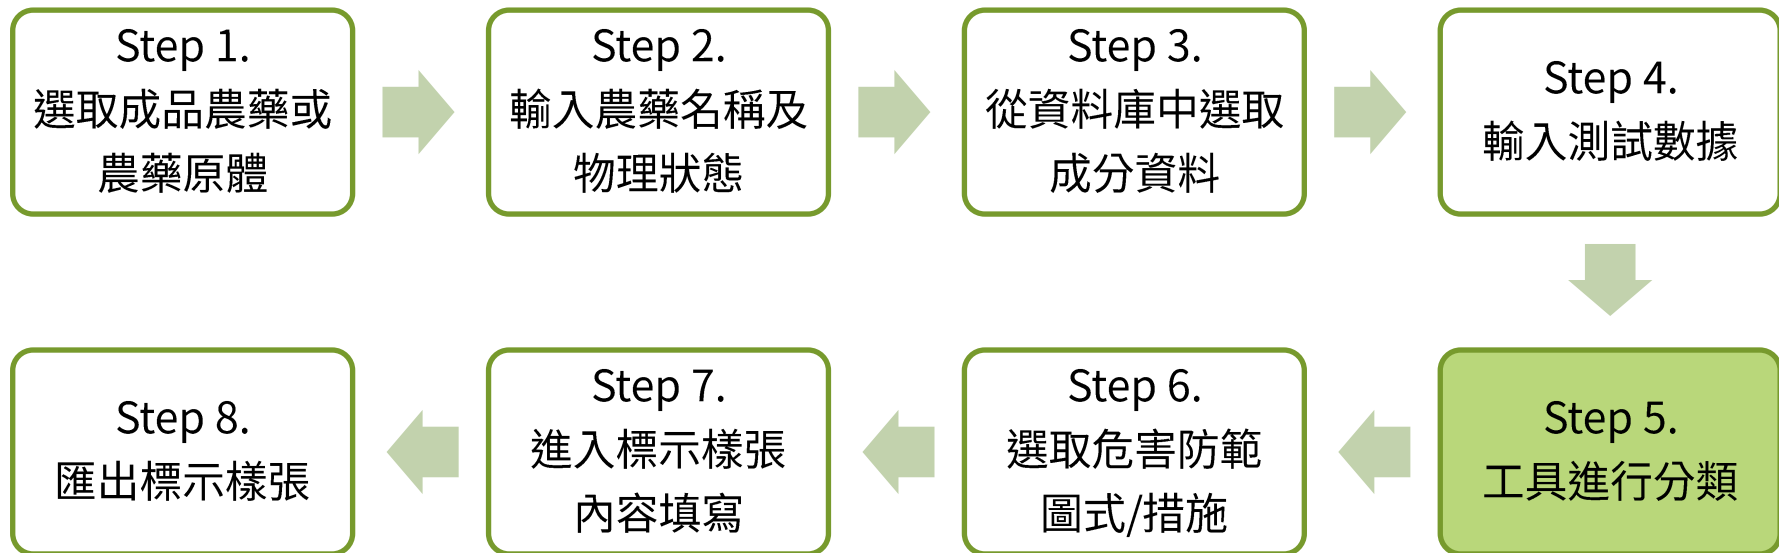 Step 1.
選取成品農藥或
農藥原體
Step 2.
輸入農藥名稱及
物理狀態
Step 3.
從資料庫中選取
成分資料
Step 4.
輸入測試數據
Step 5.
工具進行分類
Step 6.
選取危害防範
圖式/措施
Step 7.
進入標示樣張
內容填寫
Step 8.
匯出標示樣張